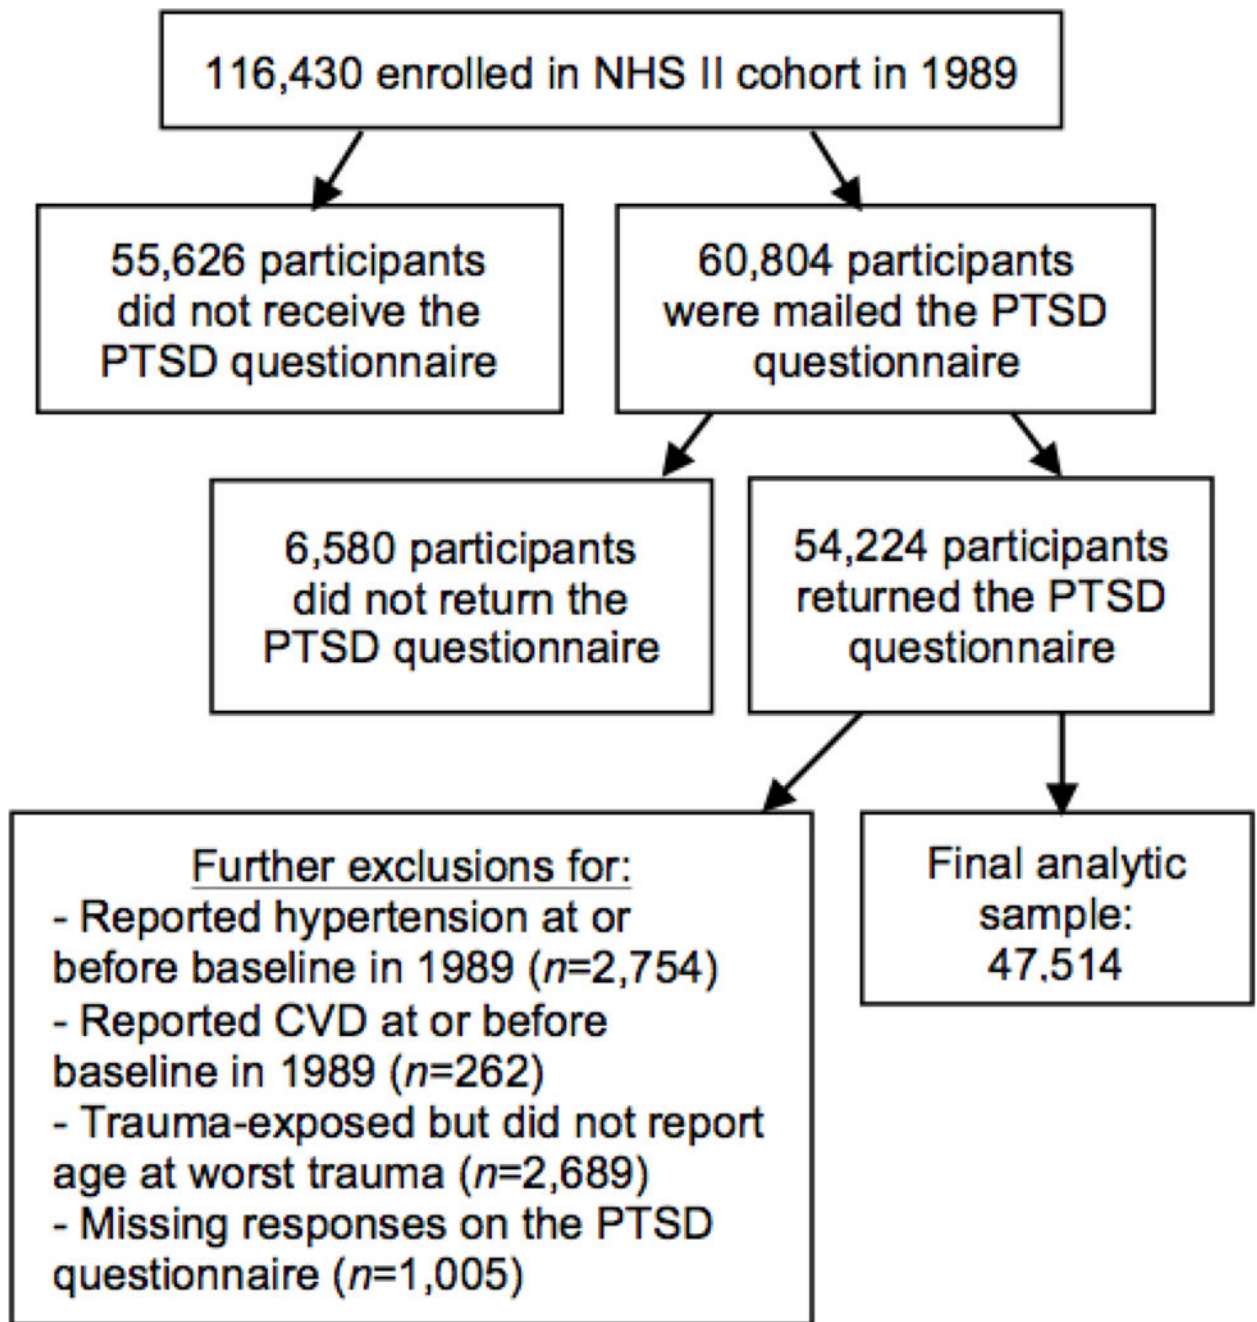 116,430 enrolled in NHS II cohort in 1989
55,626 participants
did not receive the
PTSD questionnaire
60,804 participants
were mailed the PTSD
questionnaire
6,580 participants
did not return the
PTSD questionnaire
54,224 participants
returned the PTSD
questionnaire
Further exclusions for:
- Reported hypertension at or
before baseline in 1989 (n=2,754)
- Reported CVD at or before
baseline in 1989 (n=262)
- Trauma-exposed but did not report
age at worst trauma (n=2,689)
- Missing responses on the PTSD
questionnaire (n=1,005)
Final analytic
sample:
47,514